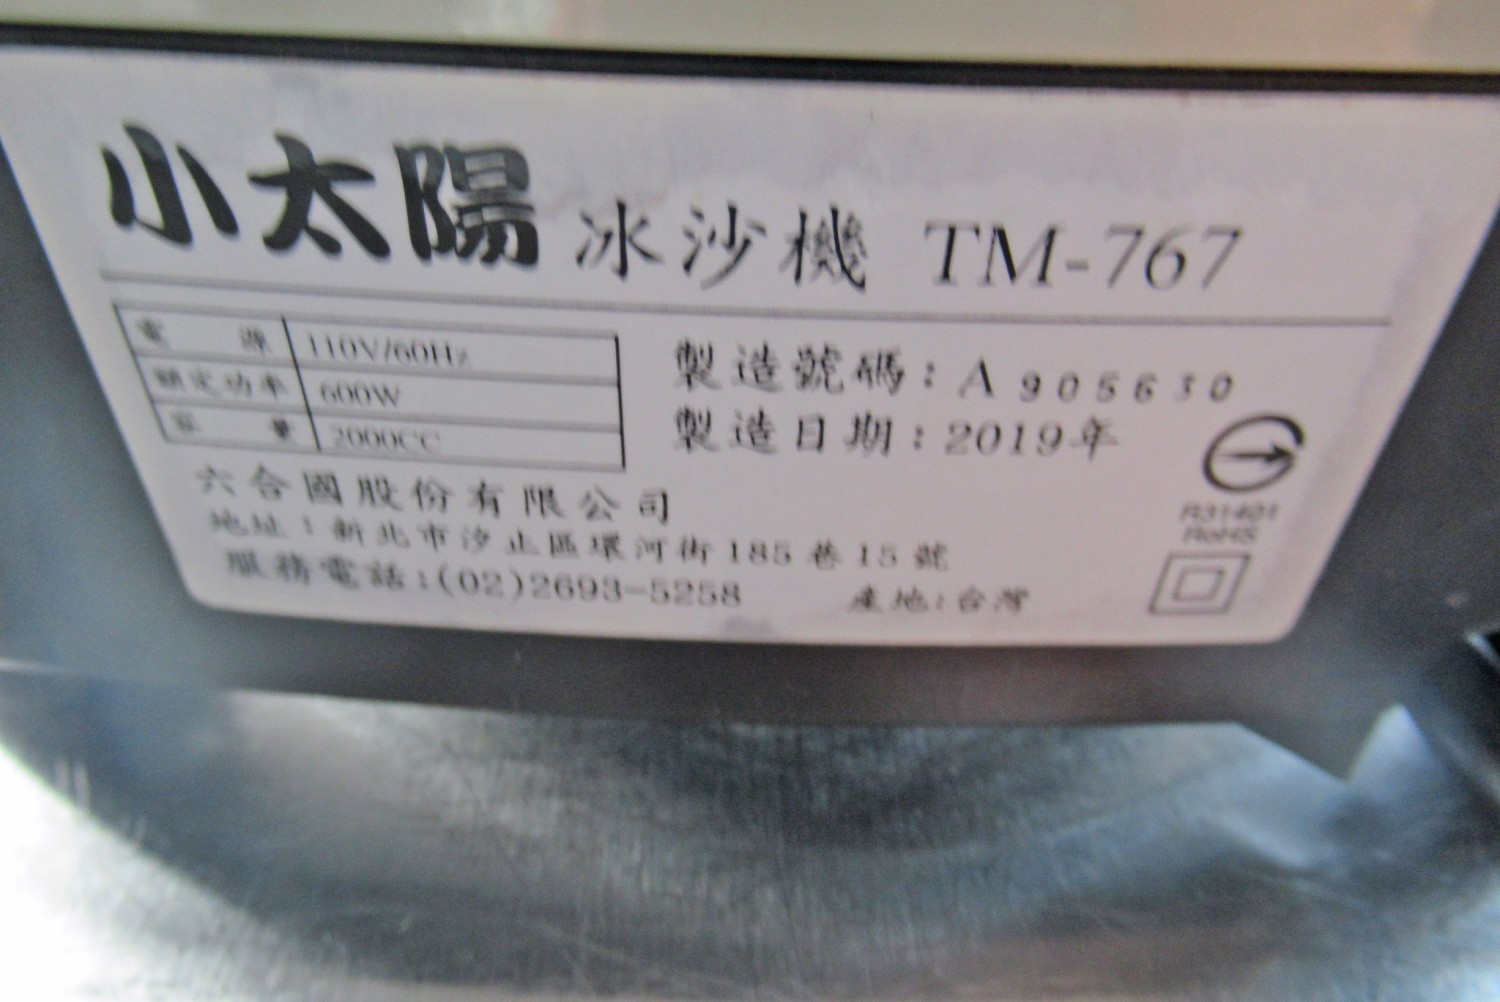 小太陽 冰沙機 TM-767
電 源 110V/60Hz
額定功率 600W
容 量 2000CC
製造號碼：A 905630
製造日期：2019年
六合國股份有限公司
地址：新北市汐止區環河街185巷15號
服務電話:(02)2693-5258
產地:台灣
R31401
RoHS